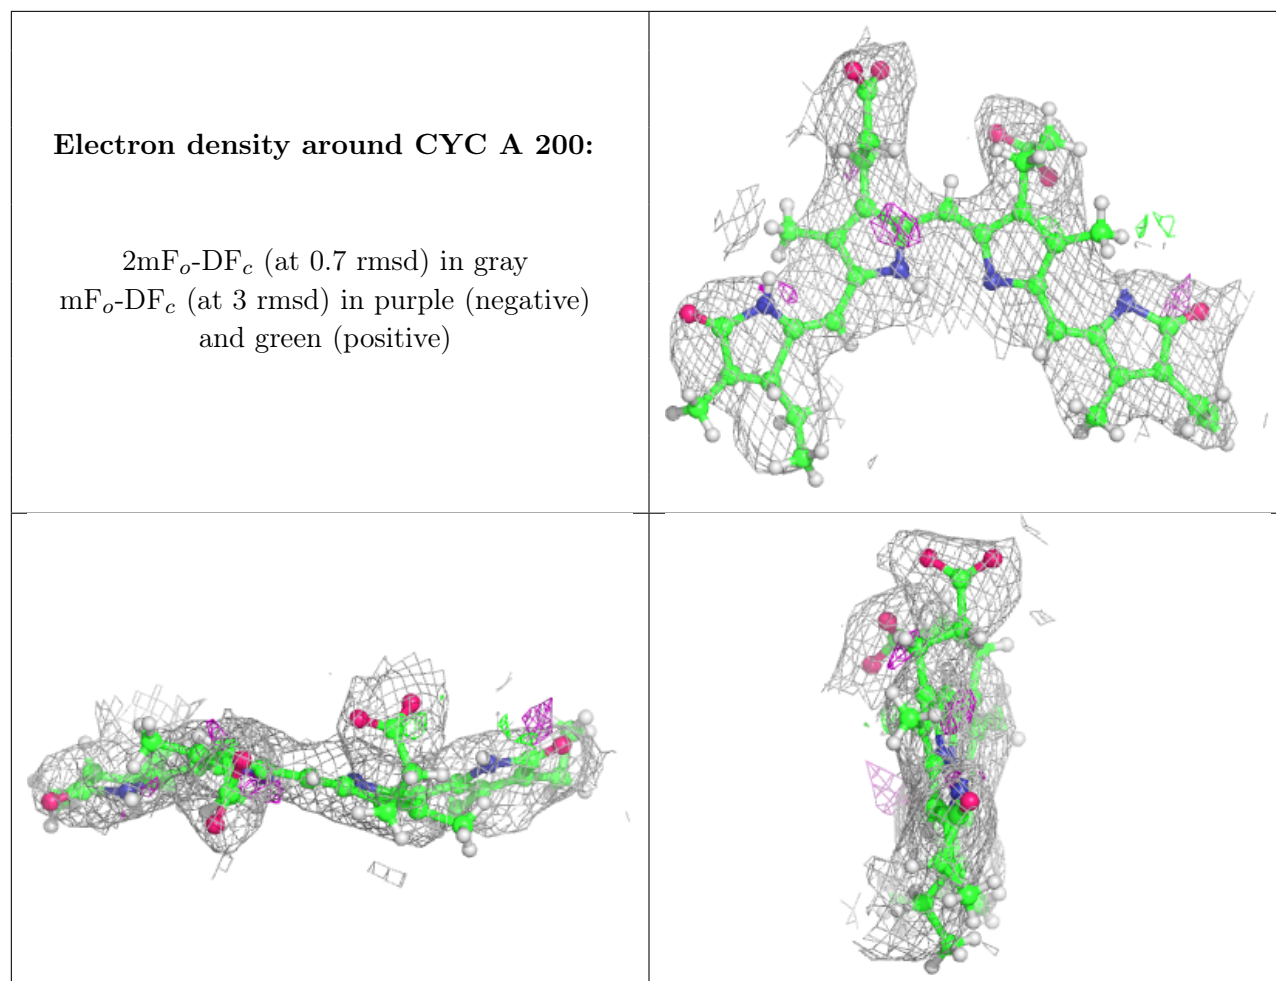 Electron density around CYC A 200:
2mFo-DFc (at 0.7 rmsd) in gray
mFo-DFc (at 3 rmsd) in purple (negative)
and green (positive)